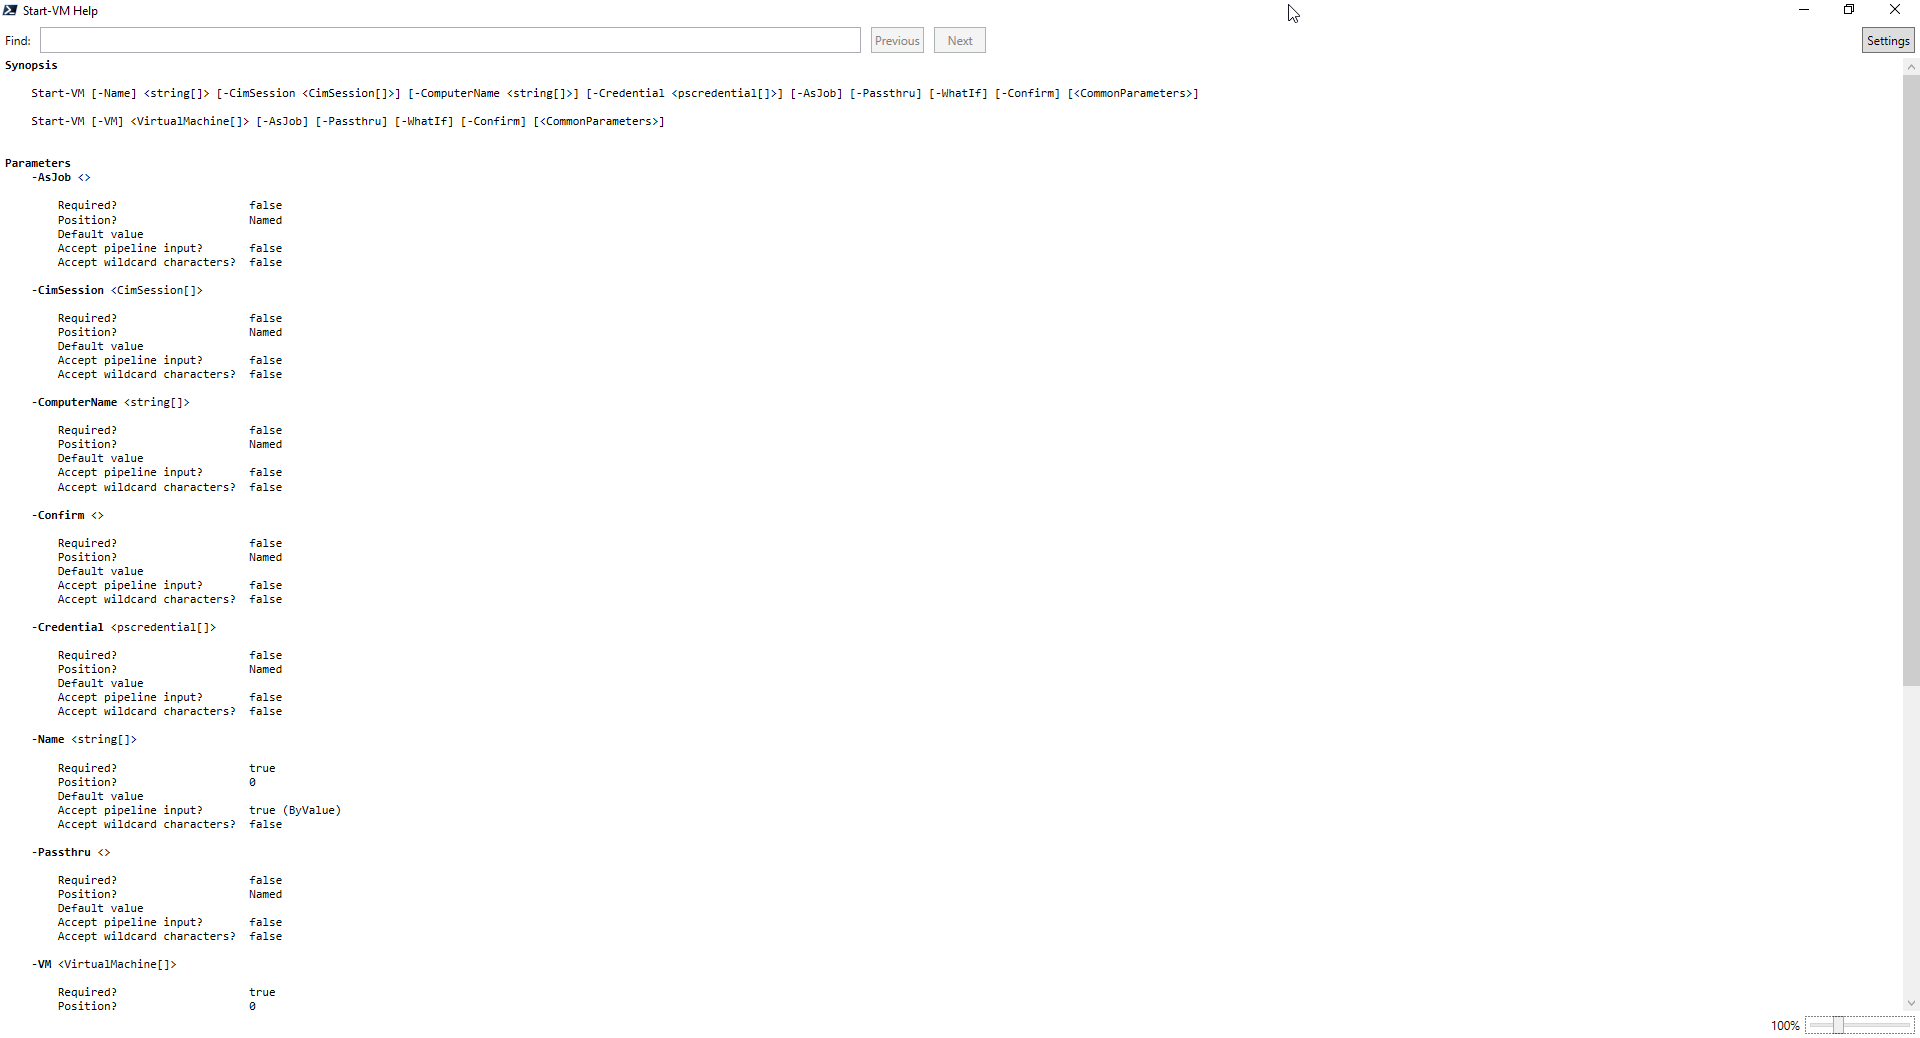 Start-VM Help
Find:
Previous
Next
Settings
Synopsis
Start-VM [-Name] <string[]> [-CimSession <CimSession[]>] [-ComputerName <string[]>] [-Credential <pscredential[]>] [-AsJob] [-Passthru] [-WhatIf] [-Confirm] [<CommonParameters>]
Start-VM [-VM] <VirtualMachine[]> [-AsJob] [-Passthru] [-WhatIf] [-Confirm] [<CommonParameters>]
Parameters
-AsJob <>
Required? false
Position? Named
Default value
Accept pipeline input? false
Accept wildcard characters? false
-CimSession <CimSession[]>
Required? false
Position? Named
Default value
Accept pipeline input? false
Accept wildcard characters? false
-ComputerName <string[]>
Required? false
Position? Named
Default value
Accept pipeline input? false
Accept wildcard characters? false
-Confirm <>
Required? false
Position? Named
Default value
Accept pipeline input? false
Accept wildcard characters? false
-Credential <pscredential[]>
Required? false
Position? Named
Default value
Accept pipeline input? false
Accept wildcard characters? false
-Name <string[]>
Required? true
Position? 0
Default value
Accept pipeline input? true (ByValue)
Accept wildcard characters? false
-Passthru <>
Required? false
Position? Named
Default value
Accept pipeline input? false
Accept wildcard characters? false
-VM <VirtualMachine[]>
Required? true
Position? 0
100%